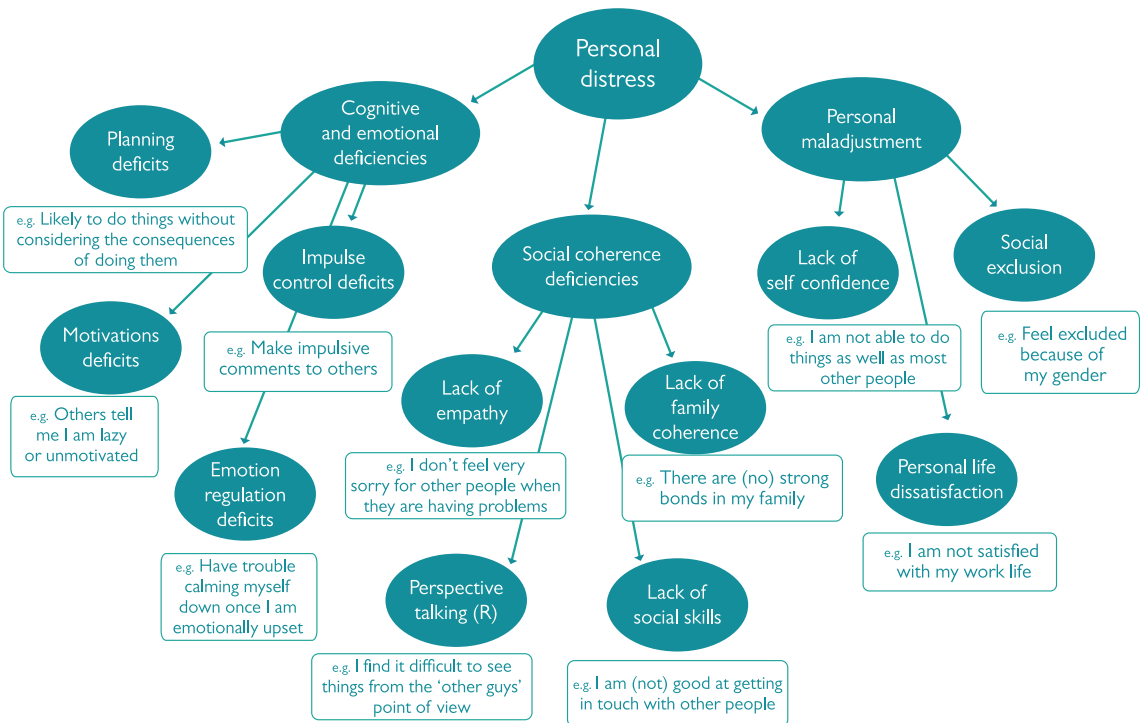 Personal
distress
Cognitive
and emotional
deficiencies
Personal
maladjustment
Planning
deficits
e.g. Likely to do things without
considering the consequences
of doing them
Impulse
control deficits
Social coherence
deficiencies
Lack of
self confidence
Social
exclusion
Motivations
deficits
e.g. Make impulsive
comments to others
e.g. I am not able to do
things as well as most
other people
e.g. Feel excluded
because of
my gender
Lack of
empathy
Lack of
family
coherence
e.g. Others tell
me I am lazy
or unmotivated
Emotion
regulation
deficits
e.g. I don't feel very
sorry for other people when
they are having problems
e.g. There are (no) strong
bonds in my family
Personal life
dissatisfaction
e.g. Have trouble
calming myself
down once I am
emotionally upset
Perspective
talking (R)
Lack of
social skills
e.g. I am not satisfied
with my work life
e.g. I find it difficult to see
things from the 'other guys'
point of view
e.g. I am (not) good at getting
in touch with other people